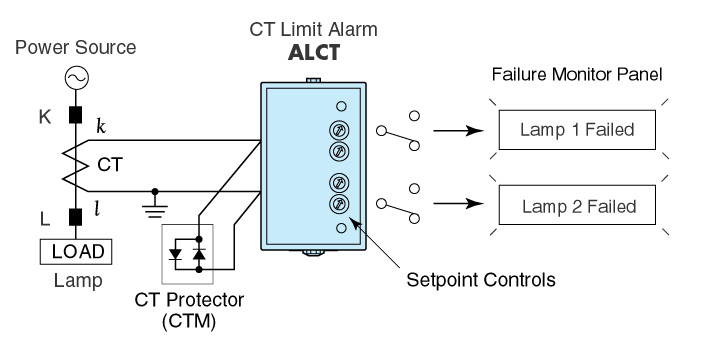 CT Limit Alarm
ALCT
Power Source
Failure Monitor Panel
K
k
Lamp 1 Failed
CT
l
L
Lamp 2 Failed
LOAD
Lamp
Setpoint Controls
CT Protector
(CTM)